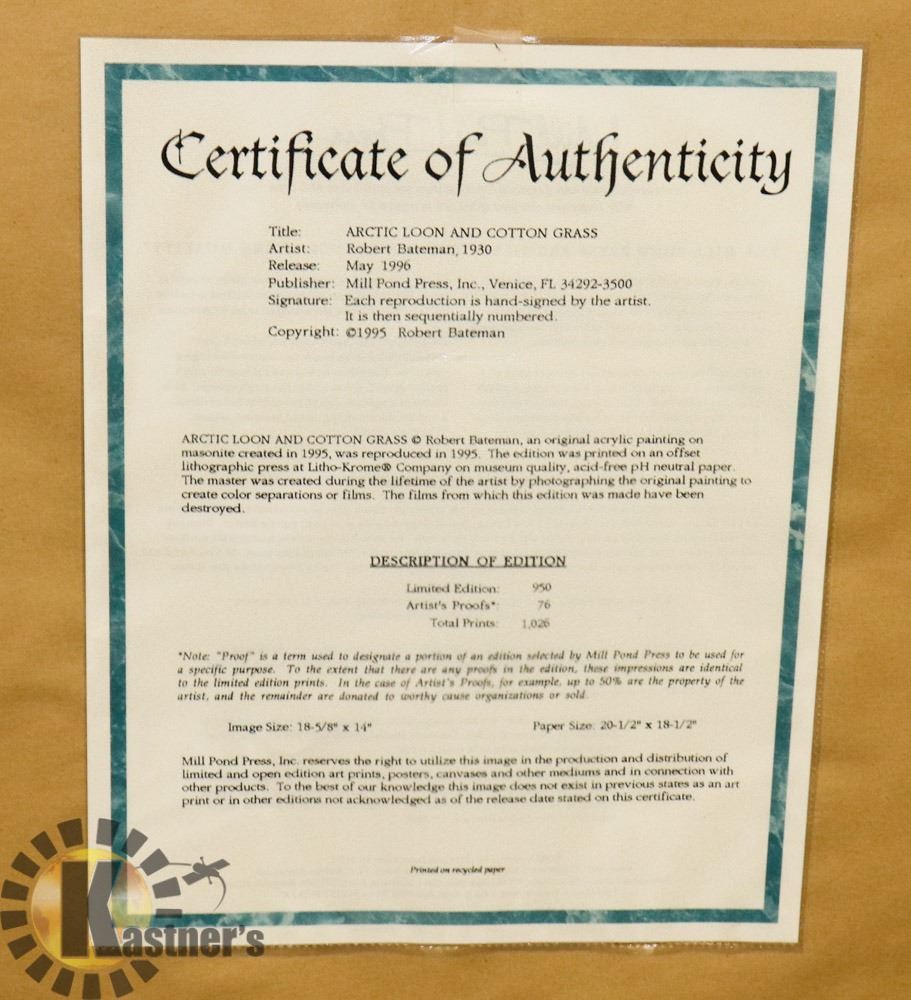 Certificate of Authenticity
Title: ARCTIC LOON AND COTTON GRASS
Artist: Robert Bateman, 1930
Release: May 1996
Publisher: Mill Pond Press, Inc., Venice, FL 34292-3500
Signature: Each reproduction is hand-signed by the artist.
It is then sequentially numbered.
Copyright: ©1995 Robert Bateman
ARCTIC LOON AND COTTON GRASS © Robert Bateman, an original acrylic painting on
masonite created in 1995, was reproduced in 1995. The edition was printed on an offset
lithographic press at Litho-Krome® Company on museum quality, acid-free pH neutral paper.
The master was created during the lifetime of the artist by photographing the original painting to
create color separations or films. The films from which this edition was made have been
destroyed.
DESCRIPTION OF EDITION
Limited Edition: 950
Artist's Proofs*: 76
Total Prints: 1,026
*Note: "Proof" is a term used to designate a portion of an edition selected by Mill Pond Press to be used for
a specific purpose. To the extent that there are any proofs in the edition, these impressions are identical
to the limited edition prints. In the case of Artist's Proofs, for example, up to 50% are the property of the
artist, and the remainder are donated to worthy cause organizations or sold.
Image Size: 18-5/8" x 14" Paper Size: 20-1/2" x 18-1/2"
Mill Pond Press, Inc. reserves the right to utilize this image in the production and distribution of
limited and open edition art prints, posters, canvases and other mediums and in connection with
other products. To the best of our knowledge this image does not exist in previous states as an art
print or in other editions not acknowledged as of the release date stated on this certificate.
Printed on recycled paper
Kastner's